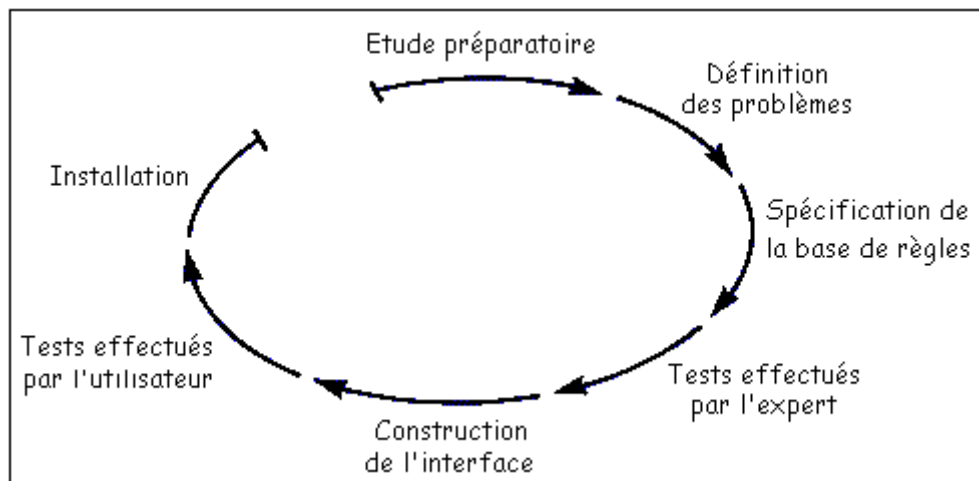 Etude préparatoire
Définition
des problèmes
Spécification de
la base de règles
Tests effectués
par l'expert
Construction
de l'interface
Tests effectués
par l'utilisateur
Installation